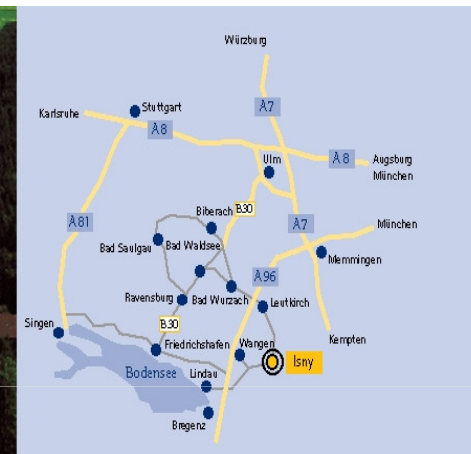 Würzburg
Karlsruhe
Stuttgart
A7
A8
Ulm
A8
Augsburg
München
Biberach
B30
A81
A7
München
Bad Saulgau
Bad Waldsee
Memmingen
A96
Ravensburg
Bad Wurzach
Leutkirch
Singen
B30
Kempten
Friedrichshafen
Wangen
Isny
Bodensee
Lindau
Bregenz